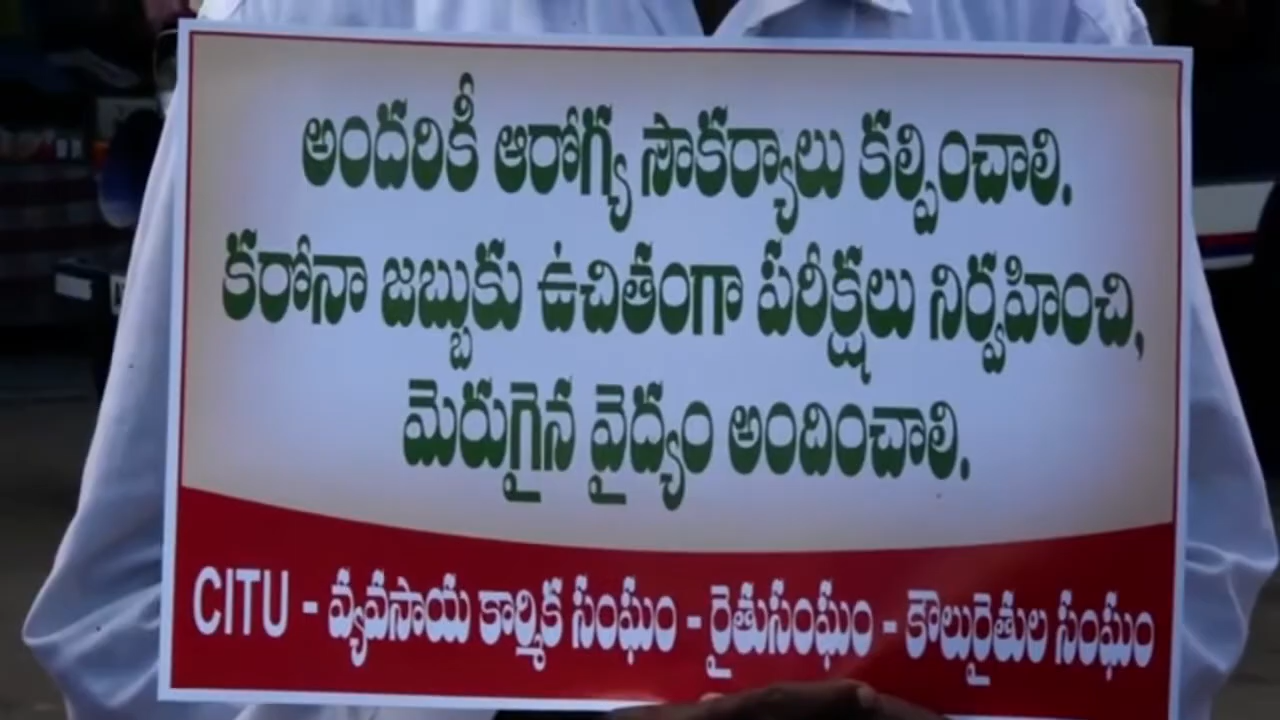 అందరికీ ఆరోగ్య సౌకర్యాలు కల్పించాలి.
కరోనా జబ్బుకు ఉచితంగా పరీక్షలు నిర్వహించి,
మెరుగైన వైద్యం అందించాలి.
CITU - వ్యవసాయ కార్మిక సంఘం - రైతుసంఘం - కౌలురైతుల సంఘం